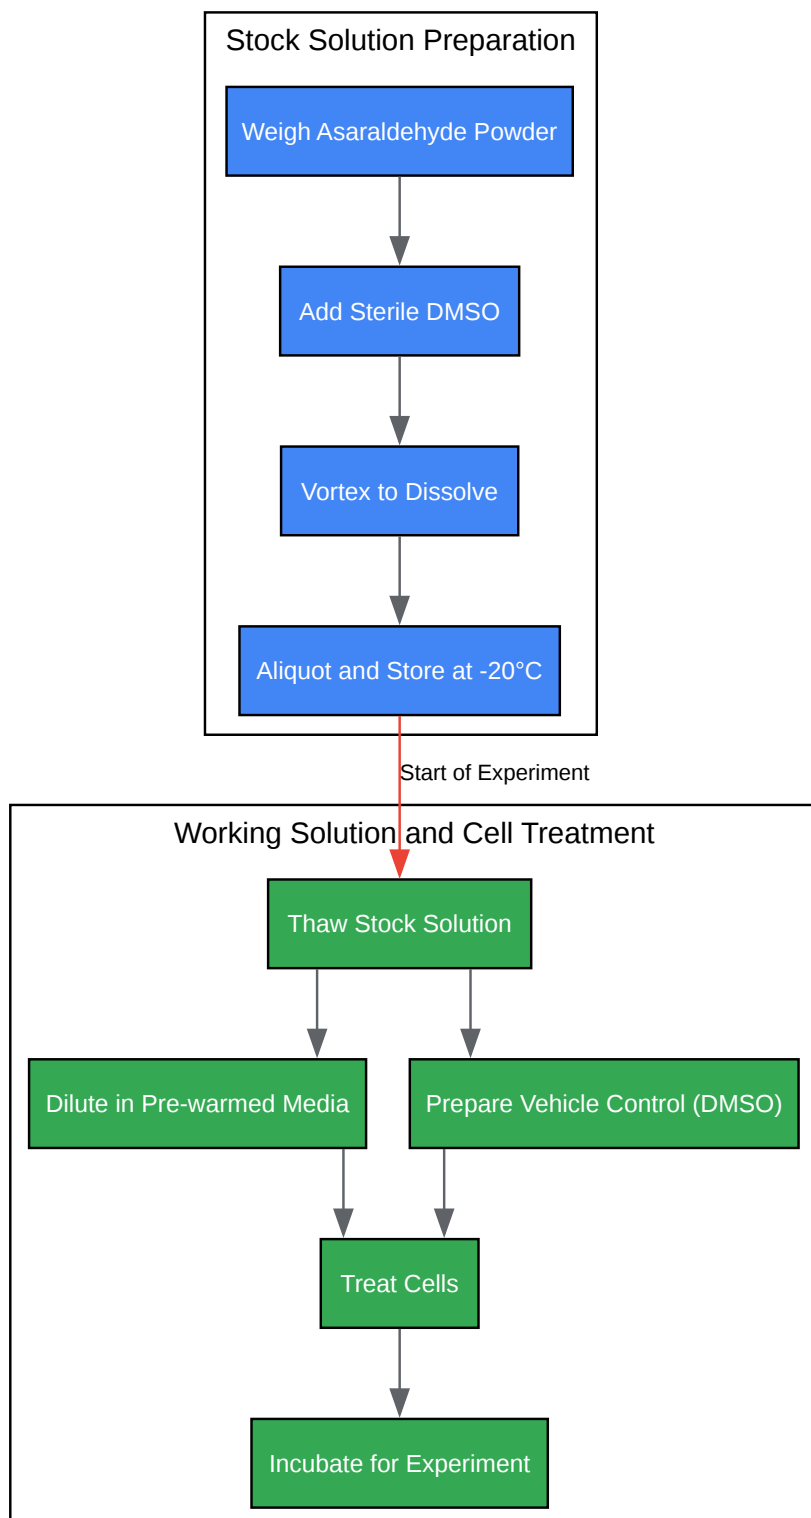 Stock Solution Preparation
Weigh Asaraldehyde Powder
Add Sterile DMSO
Vortex to Dissolve
Aliquot and Store at -20°C
Start of Experiment
Working Solution and Cell Treatment
Thaw Stock Solution
Dilute in Pre-warmed Media
Prepare Vehicle Control (DMSO)
Treat Cells
Incubate for Experiment